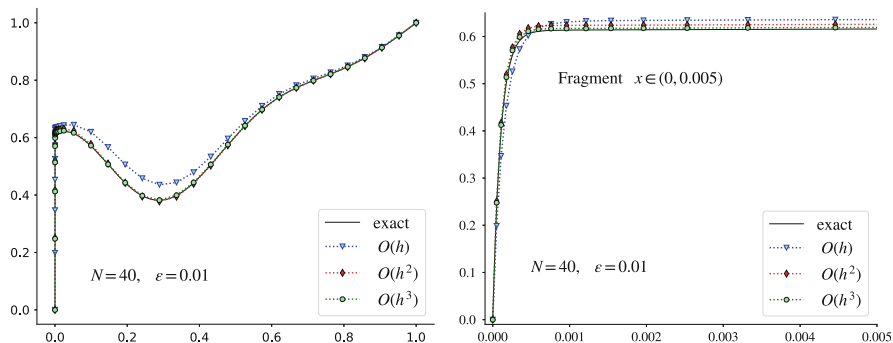 1.0
0.8
0.6
0.4
0.2
0.0
0.0 0.2 0.4 0.6 0.8 1.0
N=40, ε=0.01
exact
O(h)
O(h²)
O(h³)
0.6
0.5
0.4
0.3
0.2
0.1
0.0
0.000 0.001 0.002 0.003 0.004 0.005
Fragment x∈(0,0.005)
N=40, ε=0.01
exact
O(h)
O(h²)
O(h³)